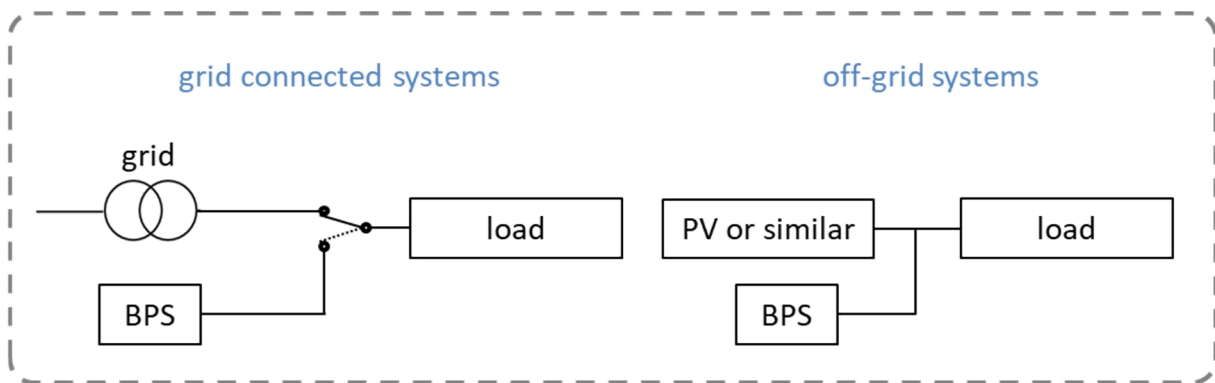 grid connected systems
off-grid systems
grid
load
PV or similar
load
BPS
BPS